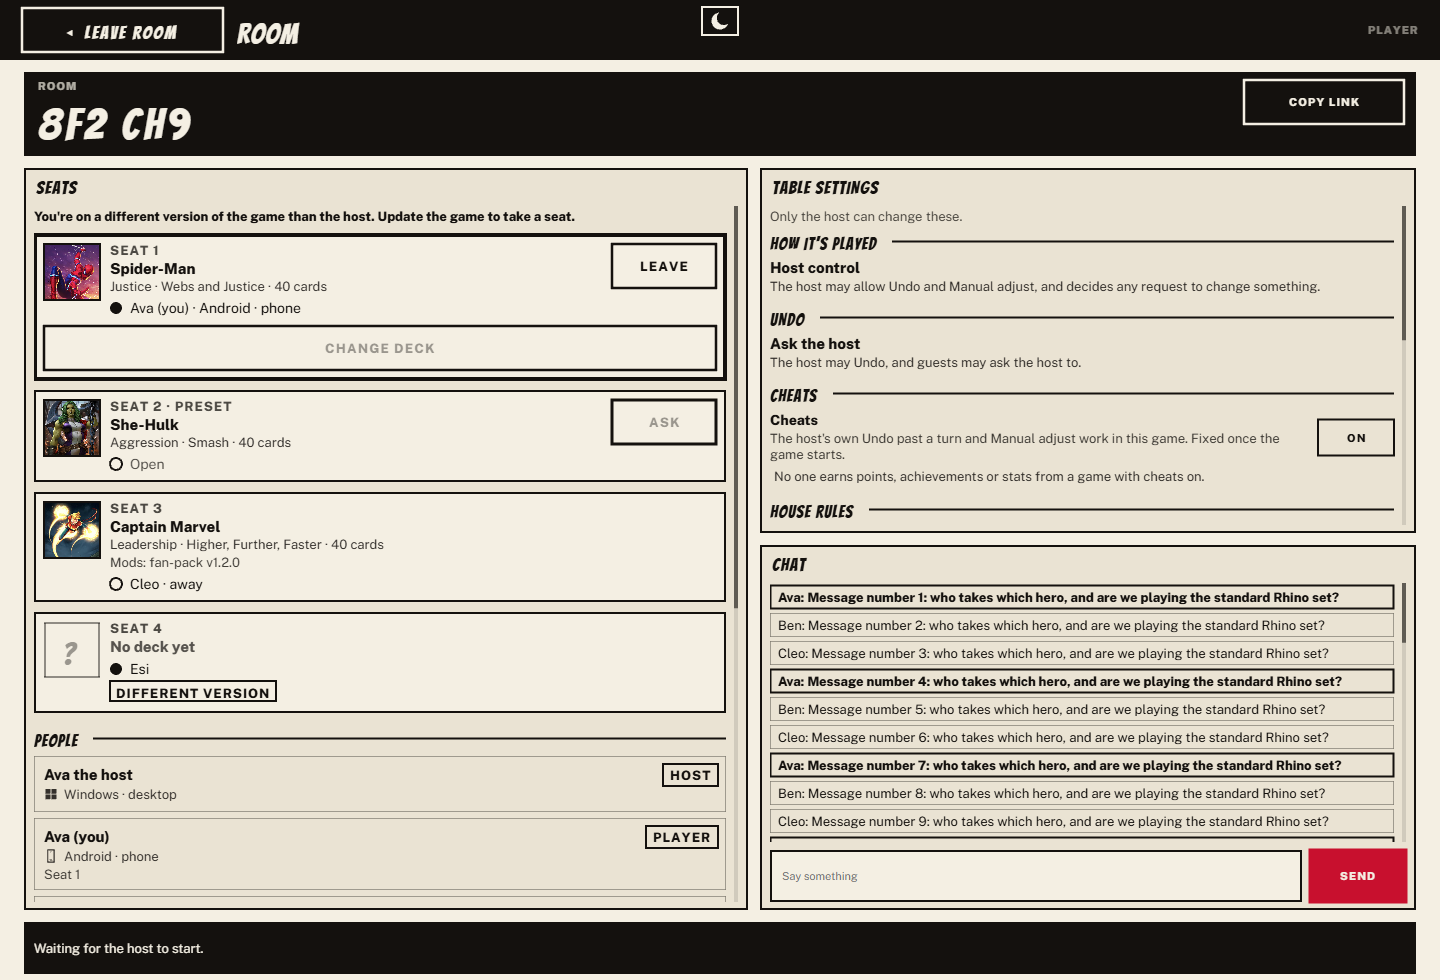 ◂ LEAVE ROOM
ROOM
PLAYER
ROOM
8F2 CH9
COPY LINK
SEATS
You're on a different version of the game than the host. Update the game to take a seat.
SEAT 1
Spider-Man
Justice · Webs and Justice · 40 cards
Ava (you) · Android · phone
LEAVE
CHANGE DECK
SEAT 2 · PRESET
She-Hulk
Aggression · Smash · 40 cards
Open
ASK
SEAT 3
Captain Marvel
Leadership · Higher, Further, Faster · 40 cards
Mods: fan-pack v1.2.0
Cleo · away
?
SEAT 4
No deck yet
Esi
DIFFERENT VERSION
PEOPLE
Ava the host
Windows · desktop
HOST
Ava (you)
Android · phone
Seat 1
PLAYER
TABLE SETTINGS
Only the host can change these.
HOW IT'S PLAYED
Host control
The host may allow Undo and Manual adjust, and decides any request to change something.
UNDO
Ask the host
The host may Undo, and guests may ask the host to.
CHEATS
Cheats
The host's own Undo past a turn and Manual adjust work in this game. Fixed once the
game starts.
ON
No one earns points, achievements or stats from a game with cheats on.
HOUSE RULES
CHAT
Ava: Message number 1: who takes which hero, and are we playing the standard Rhino set?
Ben: Message number 2: who takes which hero, and are we playing the standard Rhino set?
Cleo: Message number 3: who takes which hero, and are we playing the standard Rhino set?
Ava: Message number 4: who takes which hero, and are we playing the standard Rhino set?
Ben: Message number 5: who takes which hero, and are we playing the standard Rhino set?
Cleo: Message number 6: who takes which hero, and are we playing the standard Rhino set?
Ava: Message number 7: who takes which hero, and are we playing the standard Rhino set?
Ben: Message number 8: who takes which hero, and are we playing the standard Rhino set?
Cleo: Message number 9: who takes which hero, and are we playing the standard Rhino set?
Say something
SEND
Waiting for the host to start.